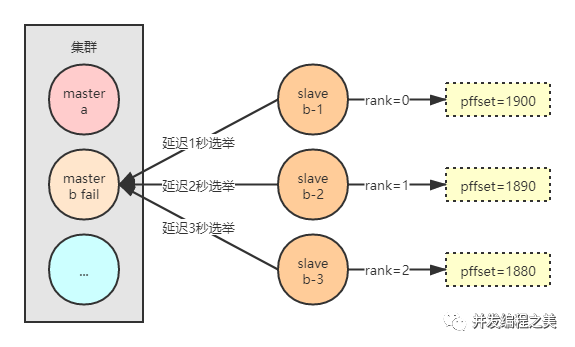 集群
master
a
master
b fail
...
延迟1秒选举
延迟2秒选举
延迟3秒选举
slave
b-1
slave
b-2
slave
b-3
rank=0
rank=1
rank=2
pffset=1900
pffset=1890
pffset=1880
并发编程之美